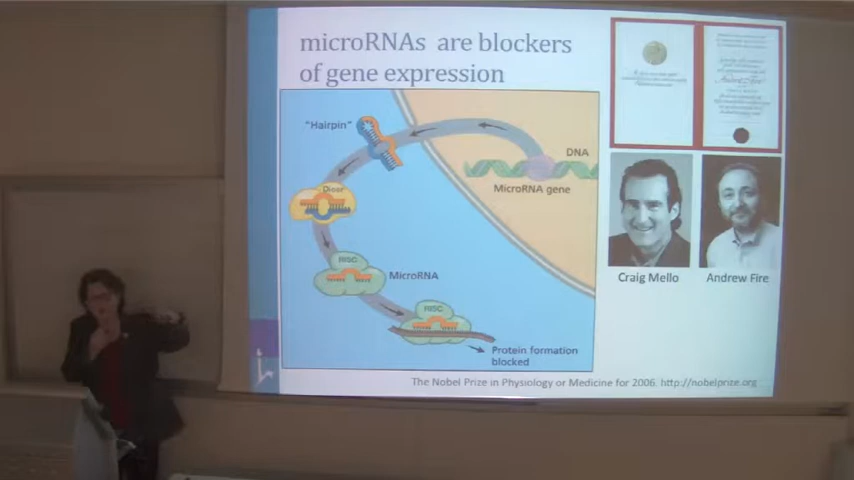 microRNAs are blockers
of gene expression
"Hairpin"
DNA
MicroRNA gene
Dicer
RISC
MicroRNA
RISC
Protein formation
blocked
Craig Mello
Andrew Fire
The Nobel Prize in Physiology or Medicine for 2006. http://nobelprize.org